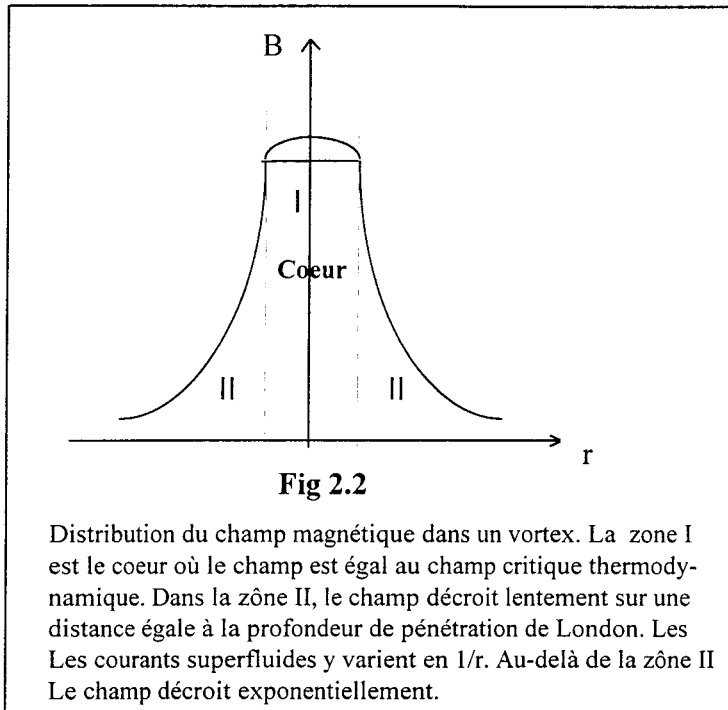 B
I
Coeur
II
II
r
Fig 2.2
Distribution du champ magnétique dans un vortex. La zone I
est le coeur où le champ est égal au champ critique thermody-
namique. Dans la zône II, le champ décroit lentement sur une
distance égale à la profondeur de pénétration de London. Les
Les courants superfluides y varient en 1/r. Au-delà de la zône II
Le champ décroit exponentiellement.